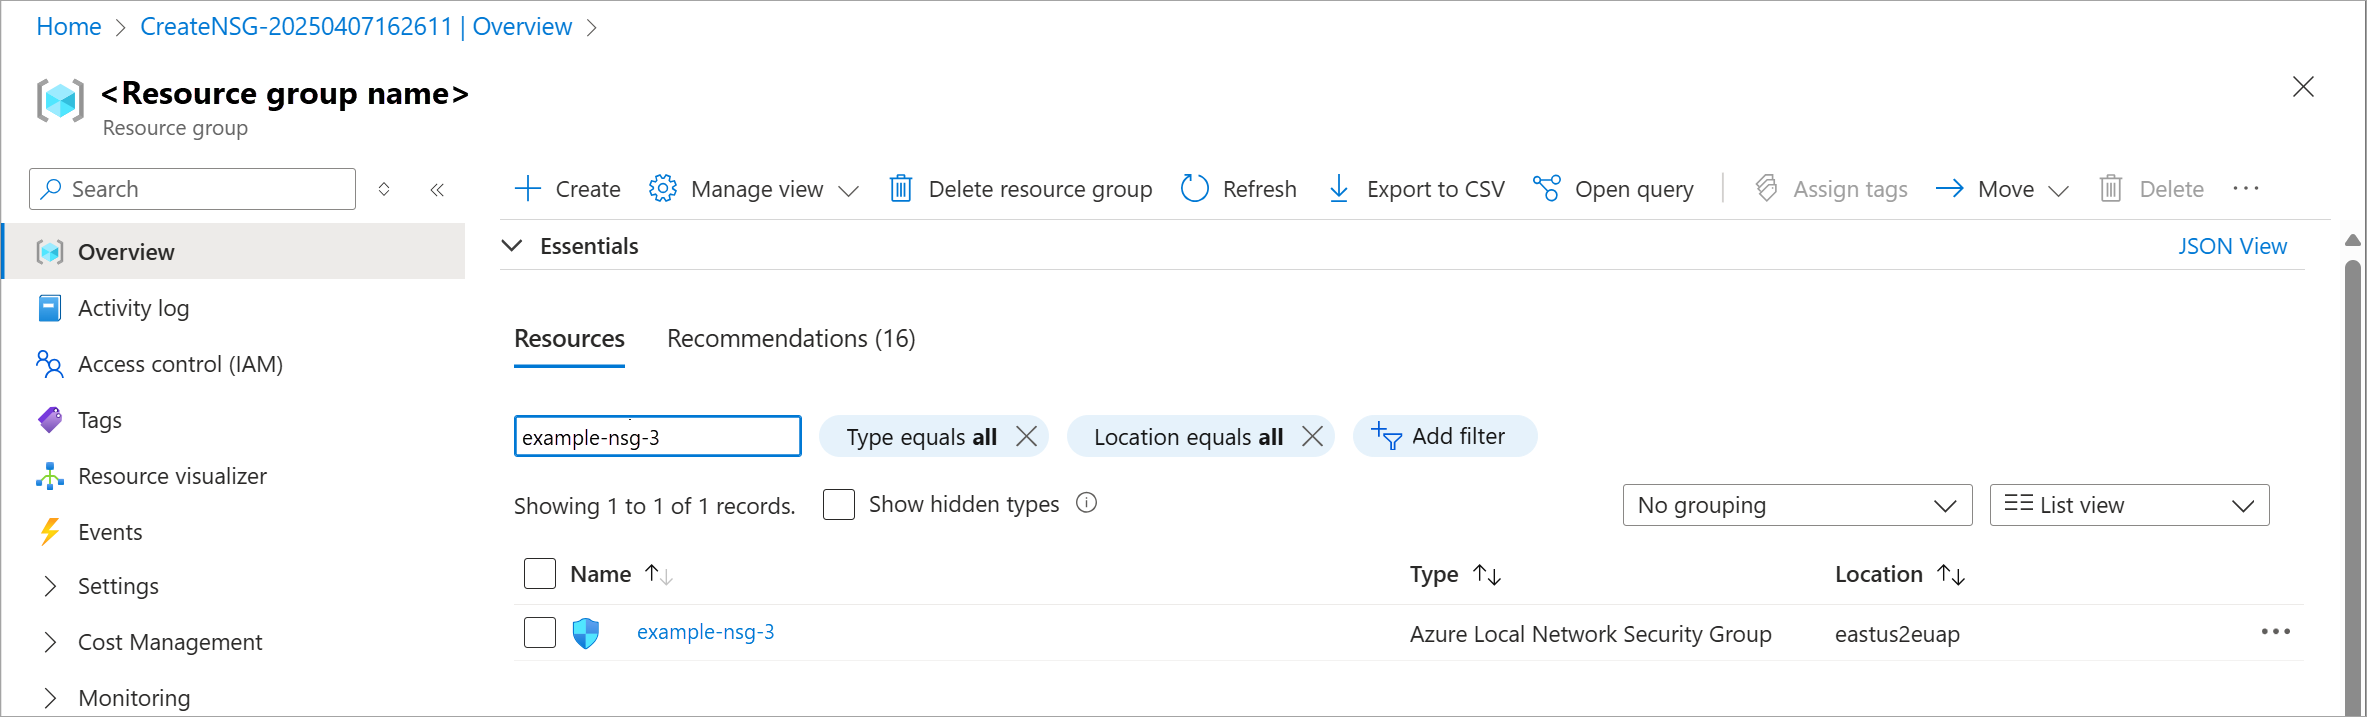 Home > CreateNSG-20250407162611 | Overview >
<Resource group name>
Resource group
Search
Create Manage view Delete resource group Refresh Export to CSV Open query Assign tags Move Delete ...
Overview
Activity log
Access control (IAM)
Tags
Resource visualizer
Events
Settings
Cost Management
Monitoring
Essentials JSON View
Resources Recommendations (16)
example-nsg-3 Type equals all Location equals all Add filter
Showing 1 to 1 of 1 records. Show hidden types No grouping List view
Name Type Location
example-nsg-3 Azure Local Network Security Group eastus2euap ...